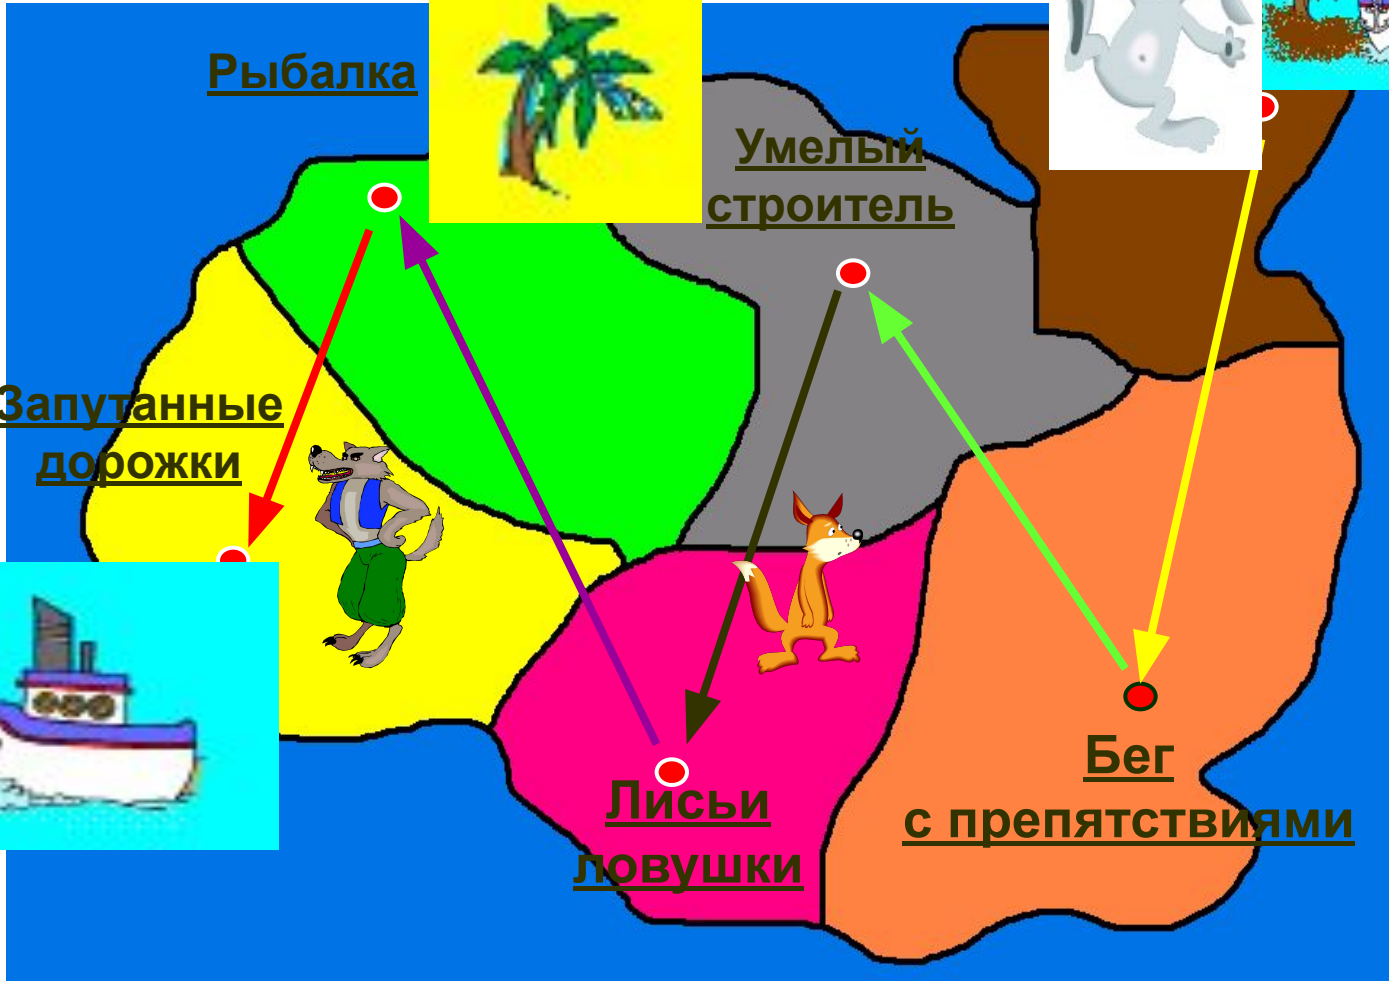 Рыбалка
Умелый
строитель
Запутанные
дорожки
Бег
с препятствиями
Лисьи
ловушки